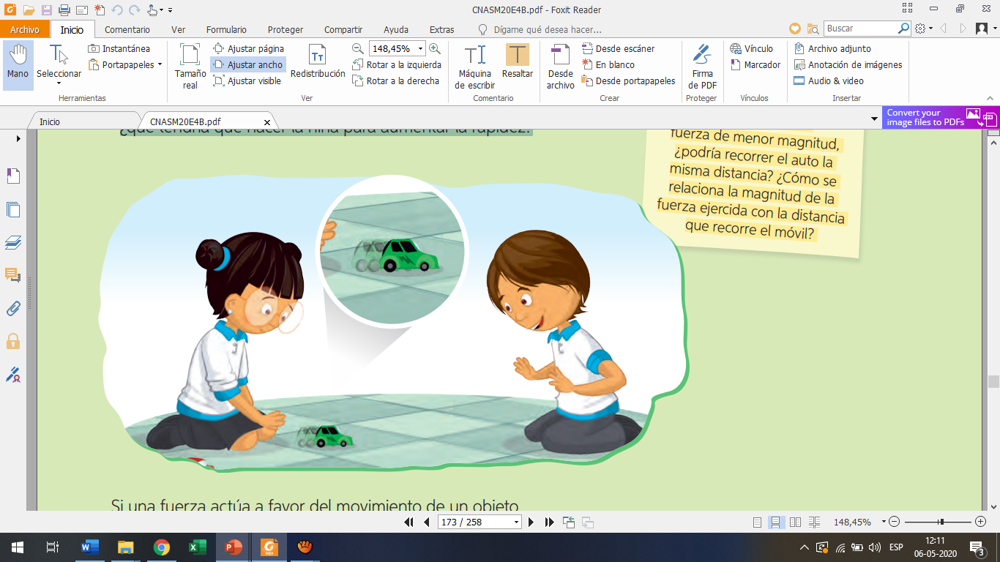 CNASM20E4B.pdf - Foxit Reader
Archivo Inicio Comentario Ver Formulario Proteger Compartir Ayuda Extras Dígame qué desea hacer... Buscar
Mano
Seleccionar
Instantánea
Portapapeles
Herramientas
Tamaño real
Ajustar página
Ajustar ancho
Ajustar visible
Redistribución
148,45%
Rotar a la izquierda
Rotar a la derecha
Ver
Máquina de escribir
Resaltar
Comentario
Desde archivo
Desde escáner
En blanco
Desde portapapeles
Crear
Firma de PDF
Proteger
Vínculo
Marcador
Vínculos
Archivo adjunto
Anotación de imágenes
Audio & video
Insertar
Inicio CNASM20E4B.pdf
Convert your
image files to PDFs
PDF
¿qué tendría que hacer la niña para aumentar la rapidez?
fuerza de menor magnitud,
¿podría recorrer el auto la
misma distancia? ¿Cómo se
relaciona la magnitud de la
fuerza ejercida con la distancia
que recorre el móvil?
Si una fuerza actúa a favor del movimiento de un objeto
173 / 258 148,45%
ESP 12:11
06-05-2020 3